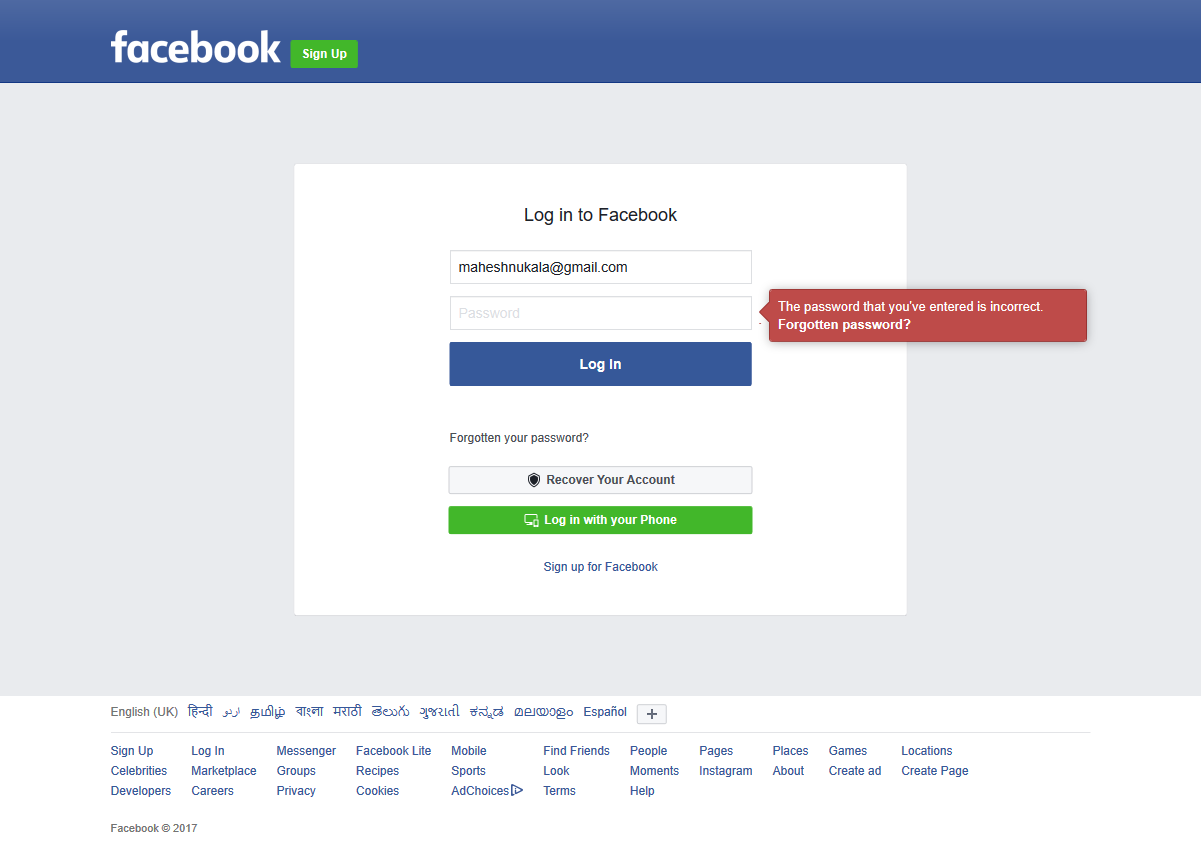 facebook Sign Up
Log in to Facebook
maheshnukala@gmail.com
Password
The password that you've entered is incorrect.
Forgotten password?
Log In
Forgotten your password?
Recover Your Account
Log in with your Phone
Sign up for Facebook
English (UK) हिन्दी اردو தமிழ் বাংলা मराठी తెలుగు ગુજરાતી ಕನ್ನಡ മലയാളം Español +
Sign Up Log In Messenger Facebook Lite Mobile Find Friends People Pages Places Games Locations
Celebrities Marketplace Groups Recipes Sports Look Moments Instagram About Create ad Create Page
Developers Careers Privacy Cookies AdChoices Terms Help
Facebook © 2017